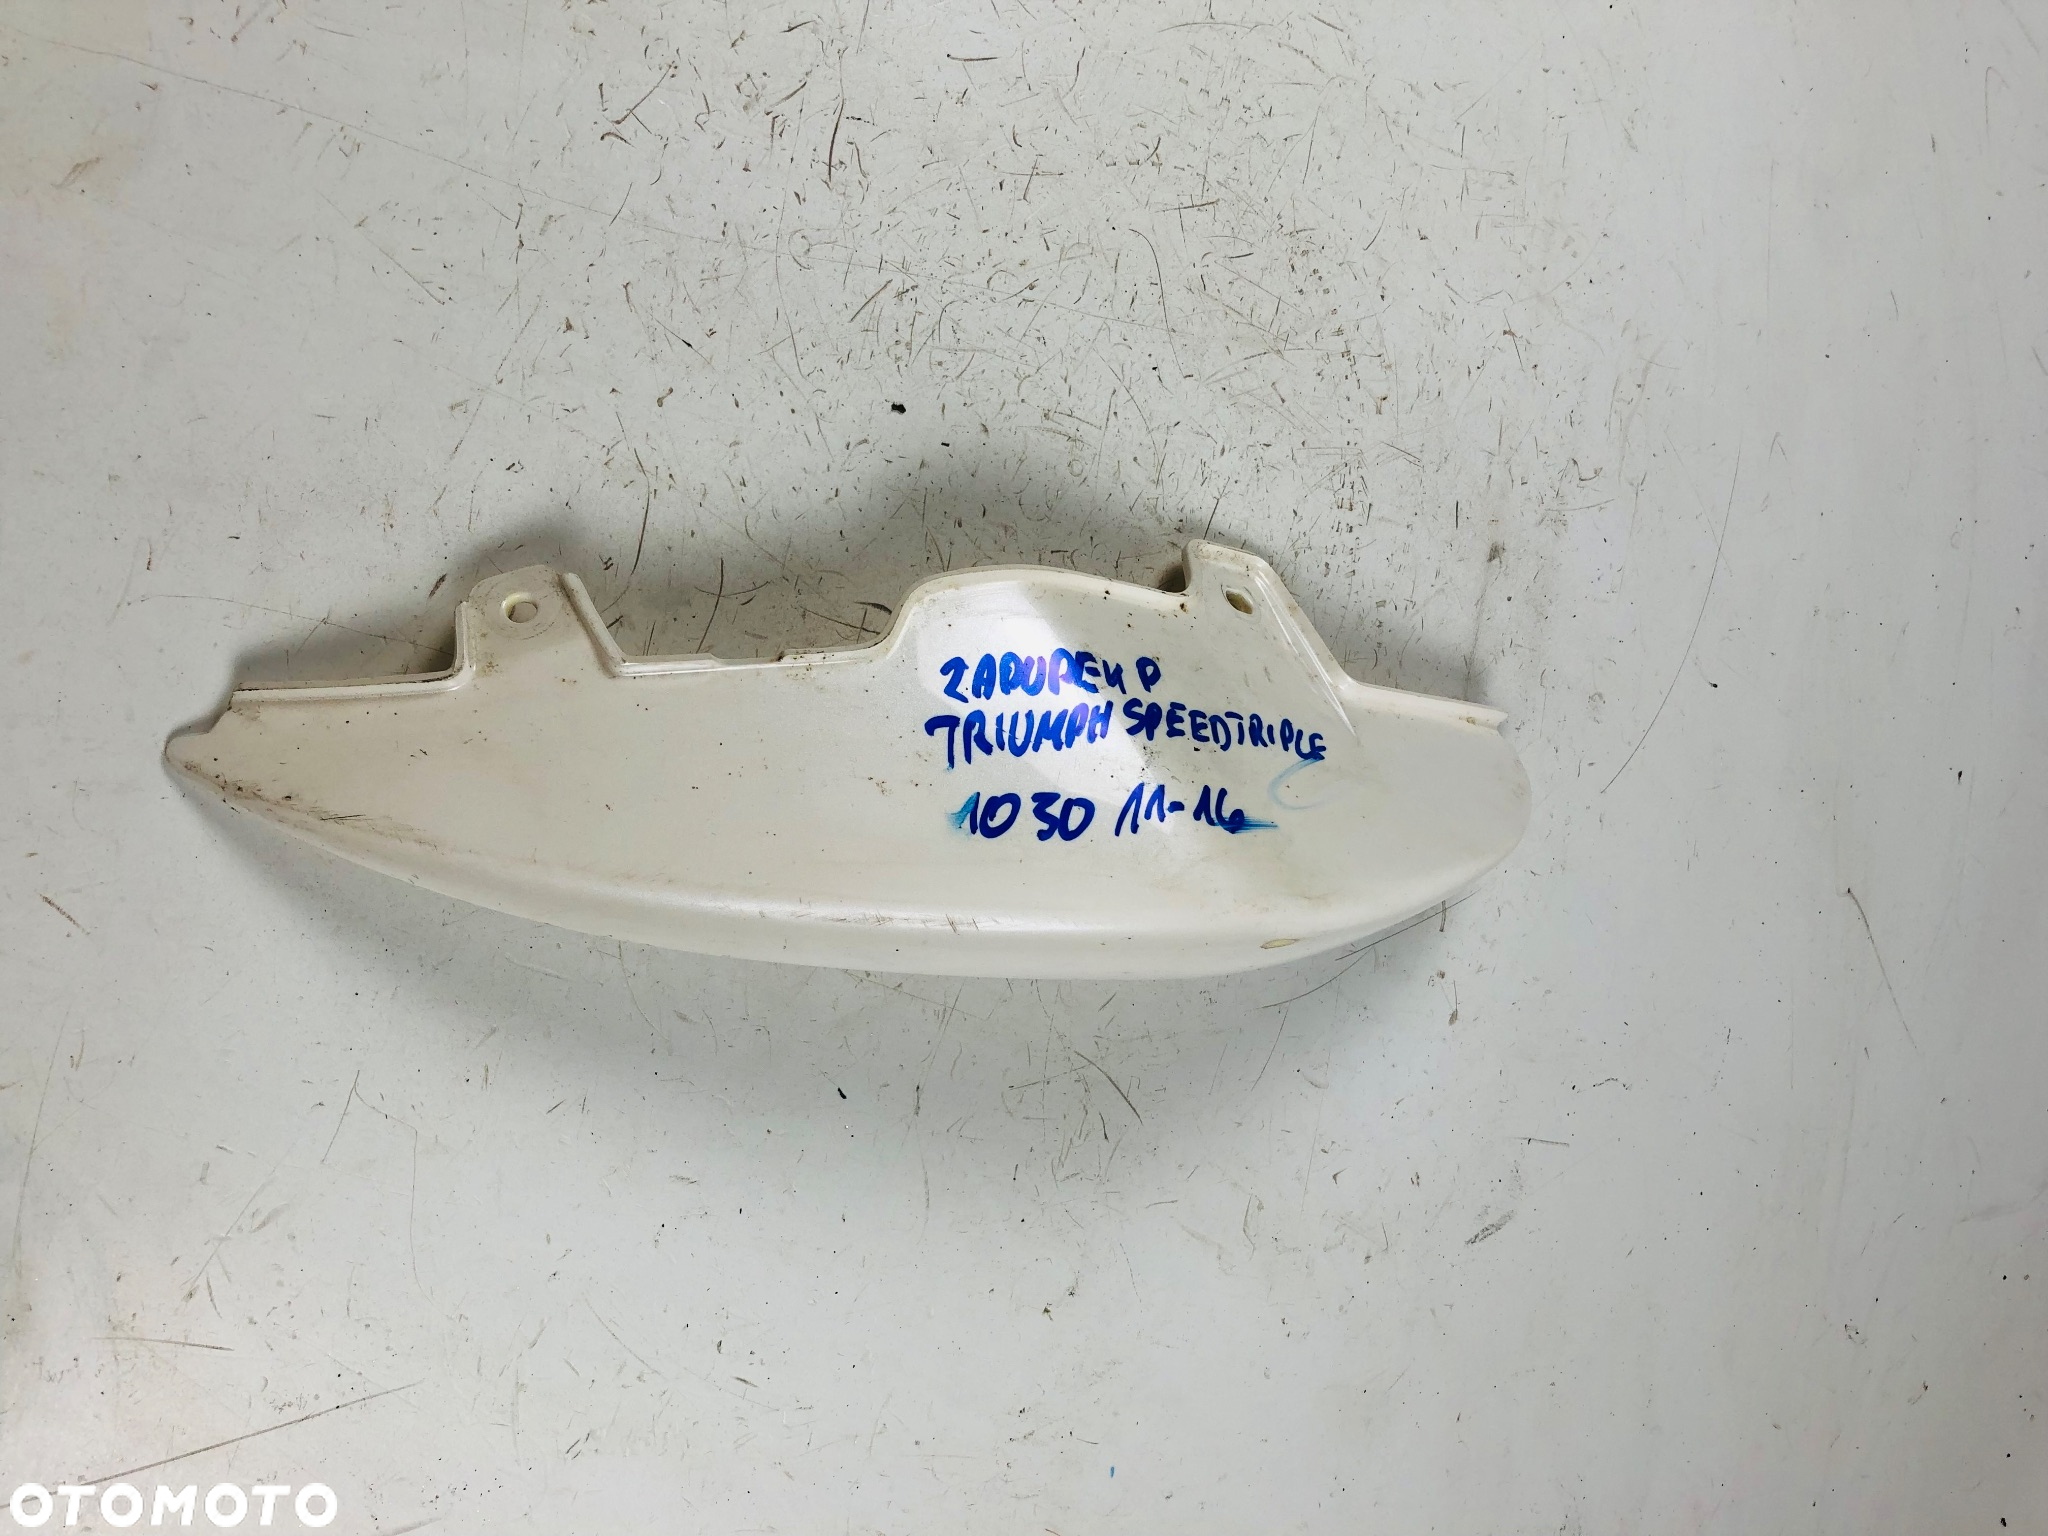 ZADUPEK P
TRIUMPH SPEEDTRIPLE
1030 11-16
OTOMOTO